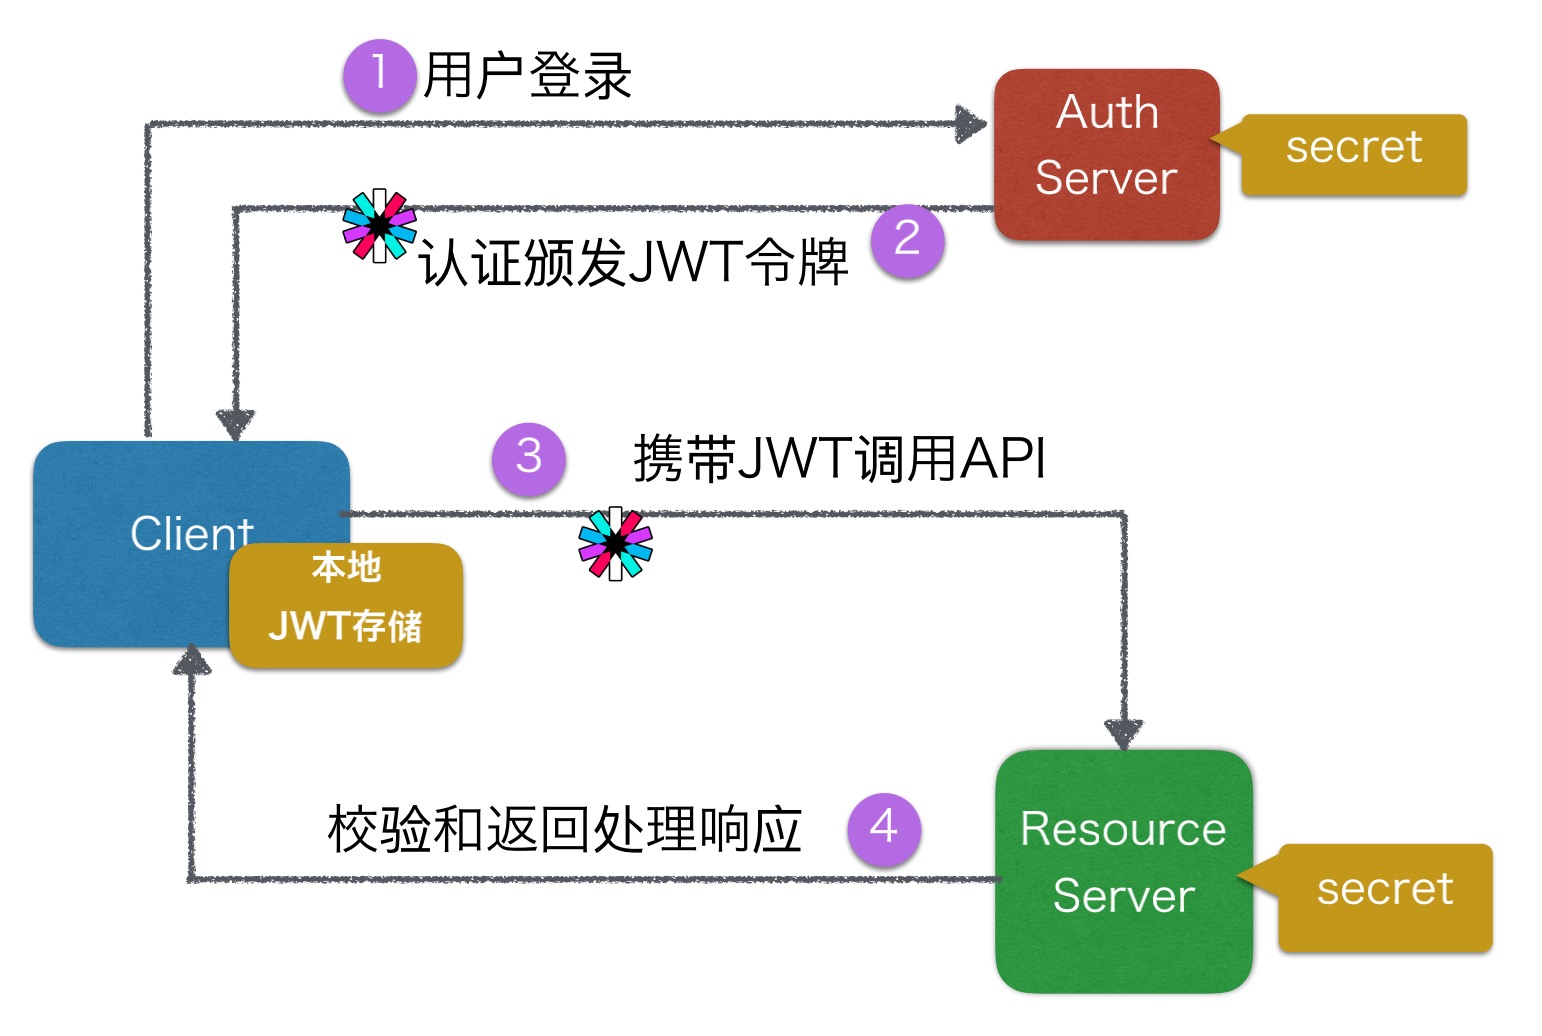 1 用户登录
Auth
Server
secret
认证颁发JWT令牌 2
3 携带JWT调用API
Client
本地
JWT存储
校验和返回处理响应 4
Resource
Server
secret